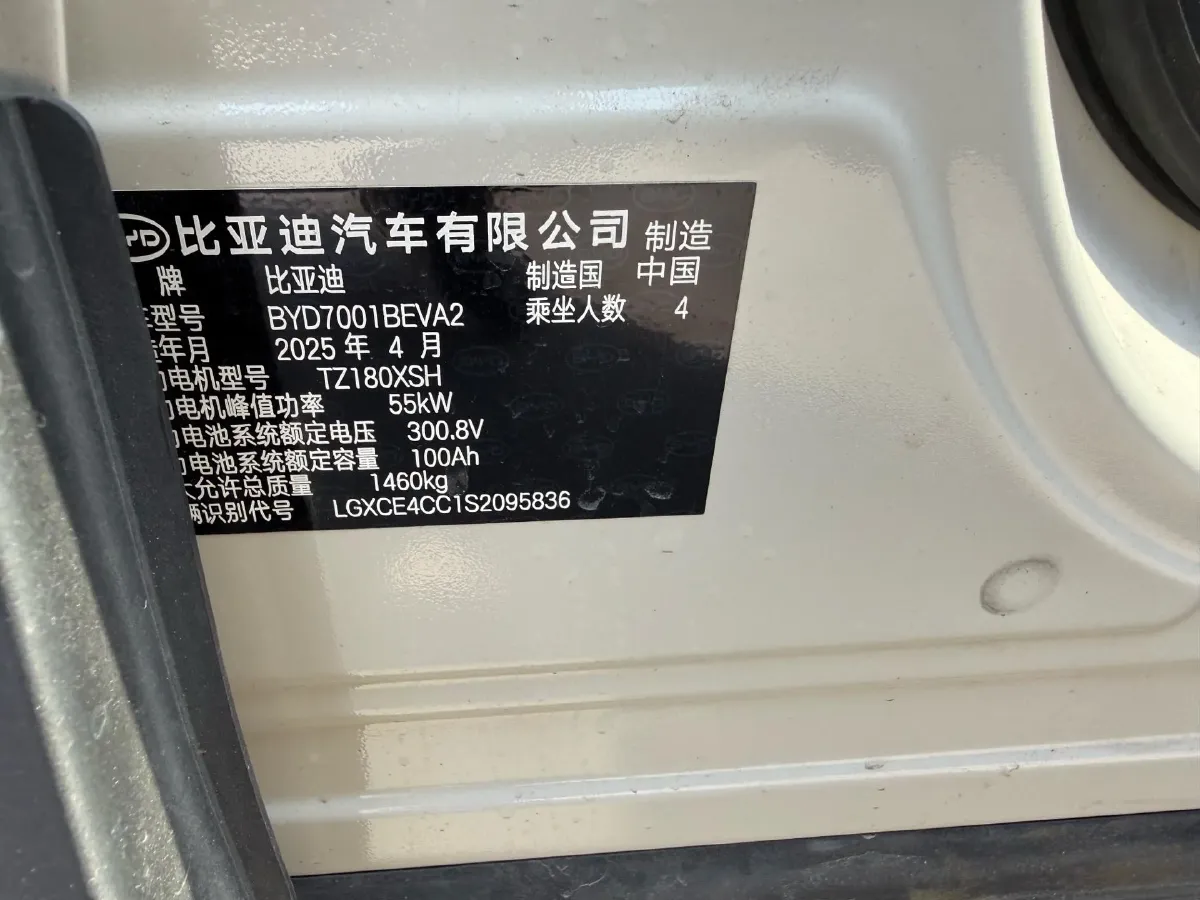 比亚迪汽车有限公司 制造
牌 比亚迪 制造国 中国
型号 BYD7001BEVA2 乘坐人数 4
年月 2025 年 4 月
电机型号 TZ180XSH
电机峰值功率 55kW
电池系统额定电压 300.8V
电池系统额定容量 100Ah
允许总质量 1460kg
识别代号 LGXCE4CC1S2095836